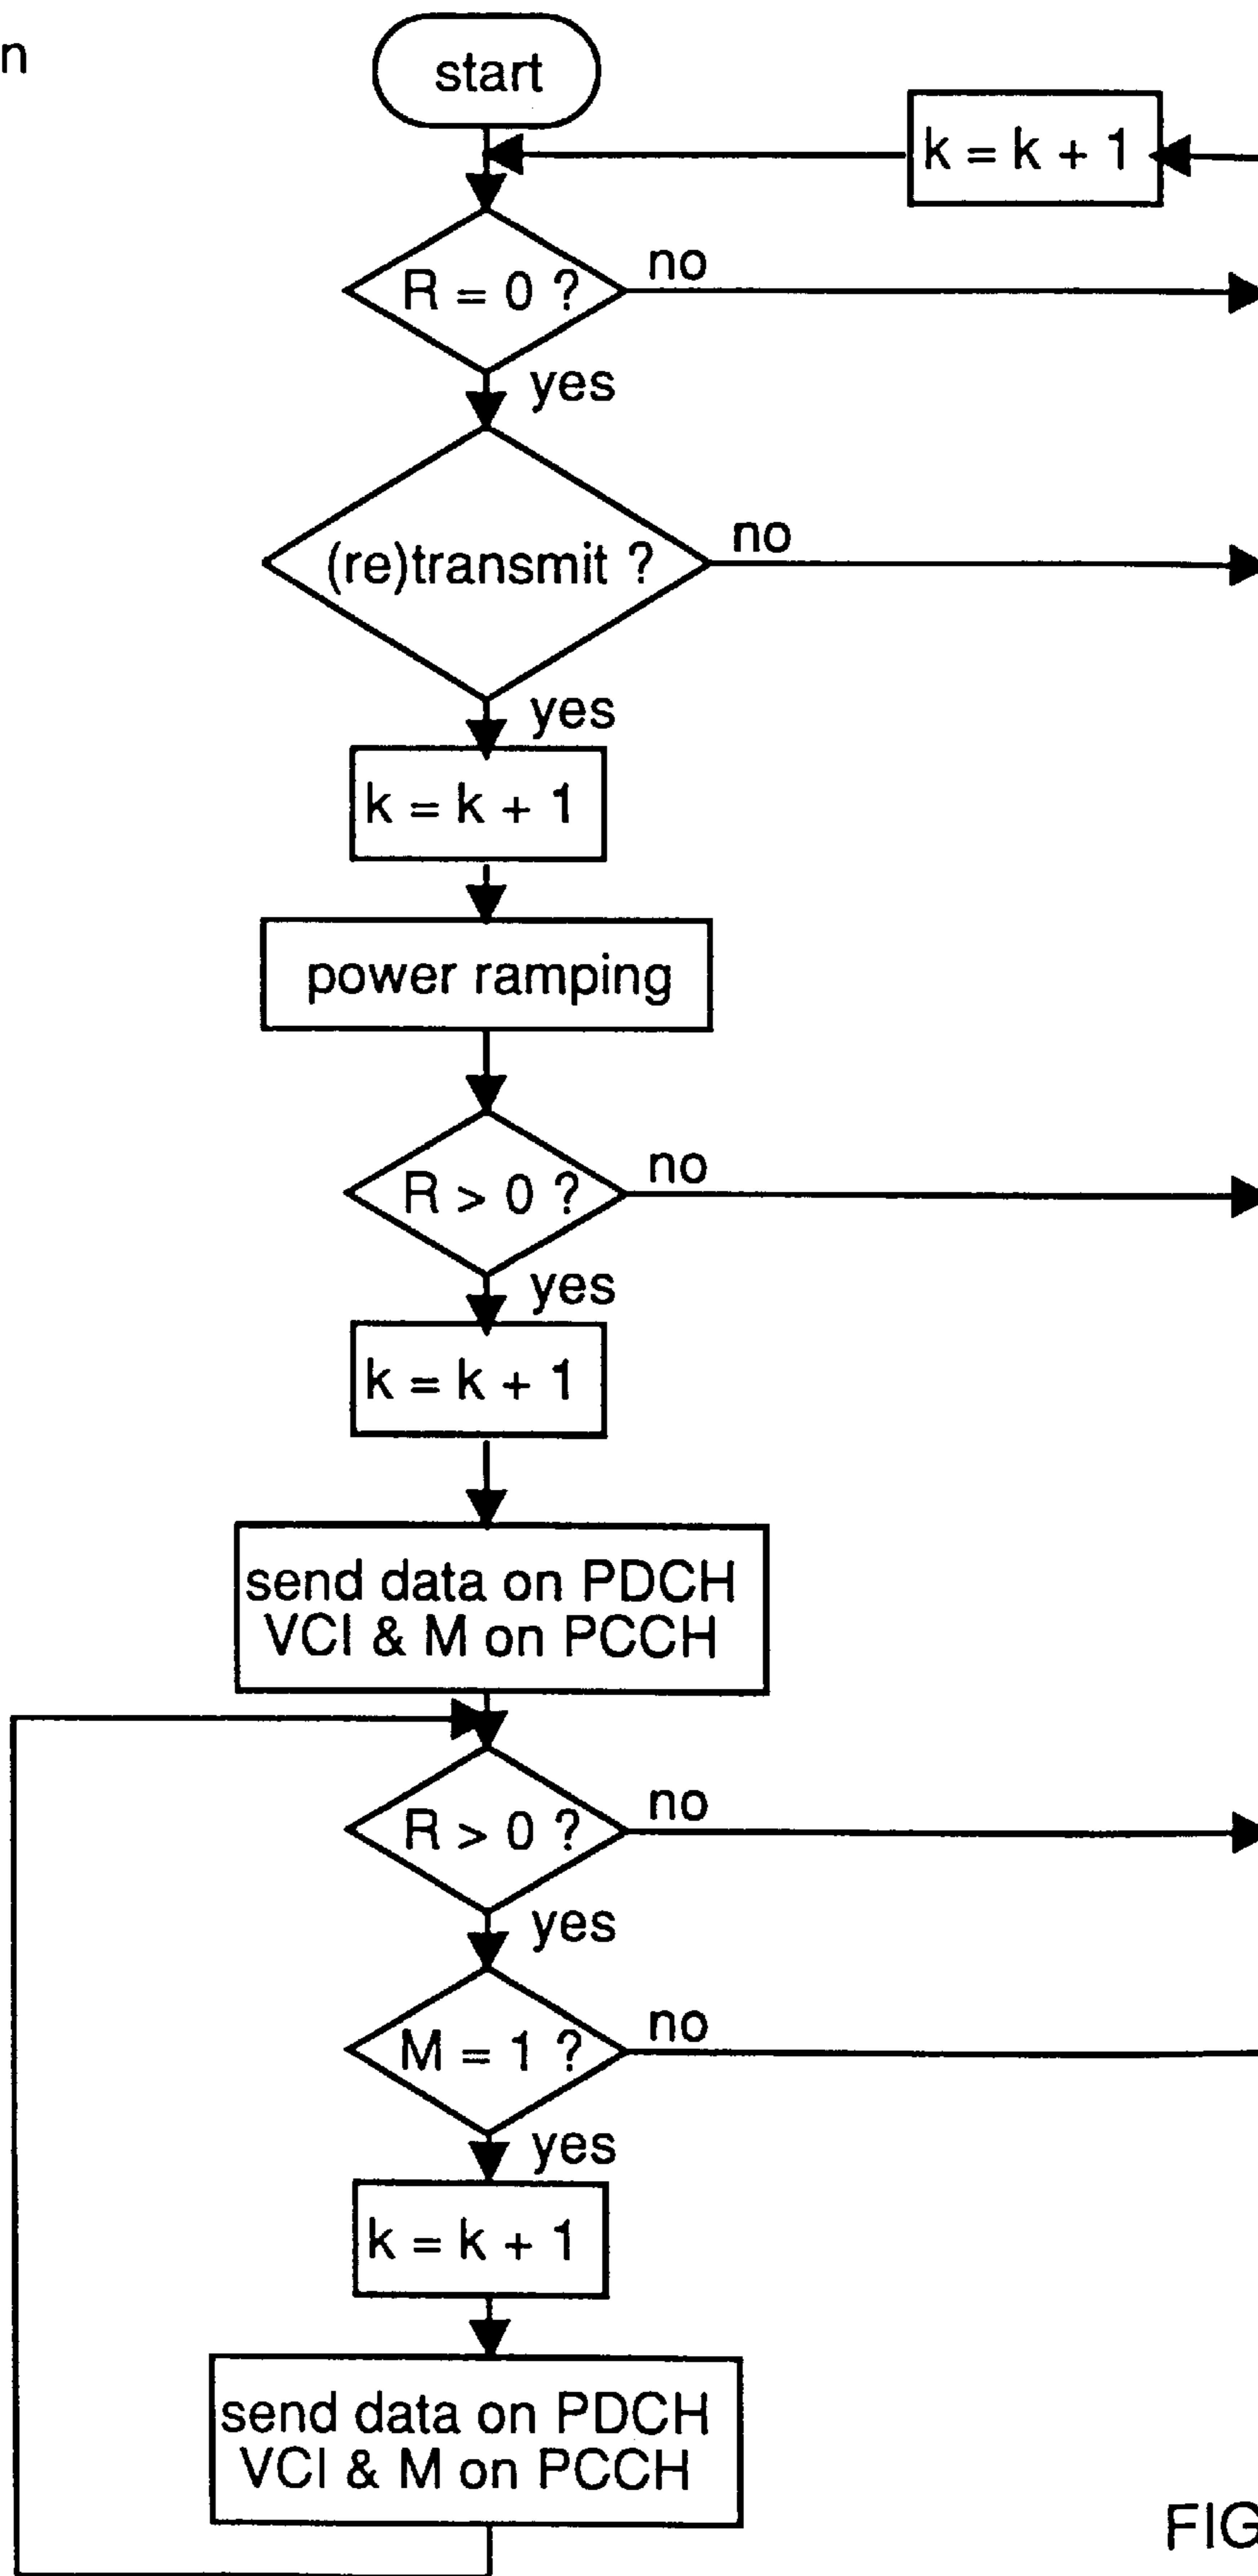 n
start
k = k + 1
R = 0 ?
no
yes
(re)transmit ?
no
yes
k = k + 1
power ramping
R > 0 ?
no
yes
k = k + 1
send data on PDCH
VCI & M on PCCH
R > 0 ?
no
yes
M = 1 ?
no
yes
k = k + 1
send data on PDCH
VCI & M on PCCH
FIG